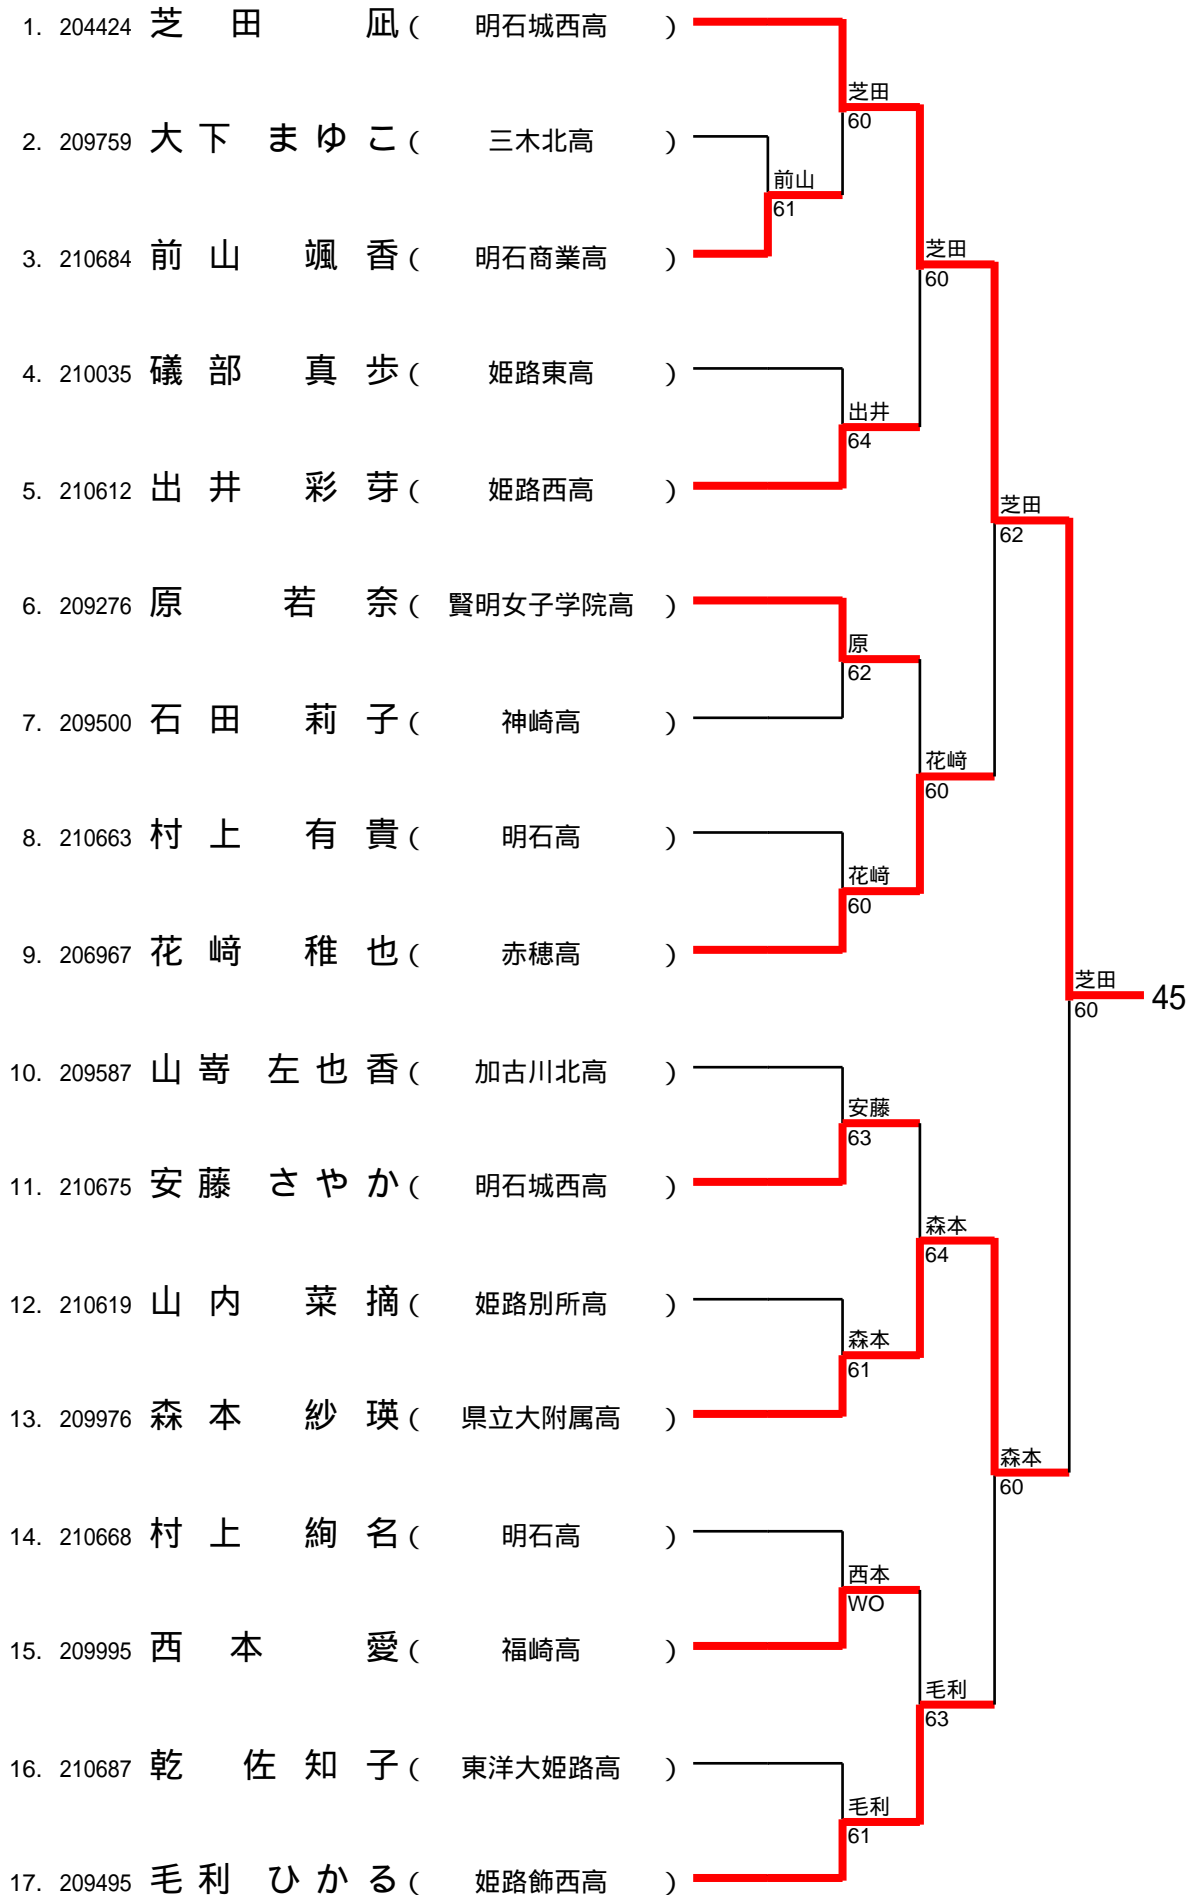 1. 204424 芝田 凪 ( 明石城西高 )
芝田
60
2. 209759 大下 まゆこ ( 三木北高 )
前山
61
3. 210684 前山 颯香 ( 明石商業高 )
芝田
60
4. 210035 礒部 真歩 ( 姫路東高 )
出井
64
5. 210612 出井 彩芽 ( 姫路西高 )
芝田
62
6. 209276 原 若奈 ( 賢明女子学院高 )
原
62
7. 209500 石田 莉子 ( 神崎高 )
花﨑
60
8. 210663 村上 有貴 ( 明石高 )
花﨑
60
9. 206967 花﨑 稚也 ( 赤穂高 )
芝田
60
45
10. 209587 山嵜 左也香 ( 加古川北高 )
安藤
63
11. 210675 安藤 さやか ( 明石城西高 )
森本
64
12. 210619 山内 菜摘 ( 姫路別所高 )
森本
61
13. 209976 森本 紗瑛 ( 県立大附属高 )
森本
60
14. 210668 村上 絢名 ( 明石高 )
西本
WO
15. 209995 西本 愛 ( 福崎高 )
毛利
63
16. 210687 乾 佐知子 ( 東洋大姫路高 )
毛利
61
17. 209495 毛利 ひかる ( 姫路飾西高 )